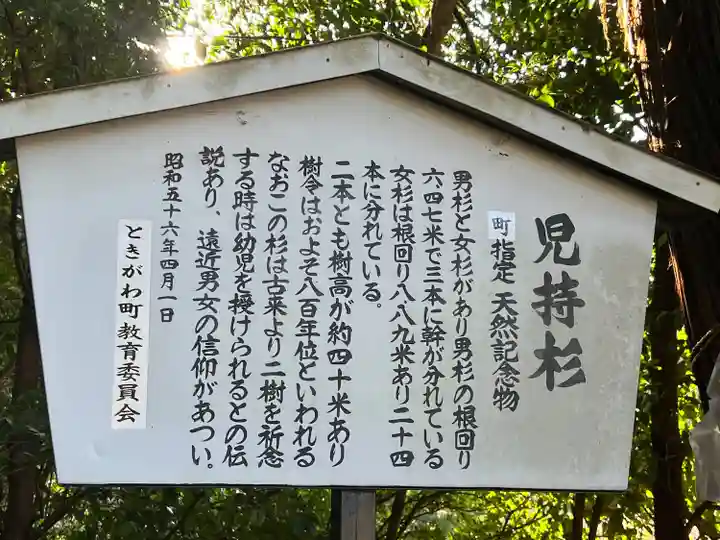 児持杉
町指定 天然記念物
男杉と女杉があり男杉の根回り
六四七米で三本に幹が分れている
女杉は根回り八八九米あり二十四
本に分れている。
二本とも樹高が約四十米あり
樹令はおよそ八百年位といわれる
なおこの杉は古来より二樹を祈念
する時は幼児を授けられるとの伝
説あり、遠近男女の信仰があつい。
昭和五十六年四月一日
ときがわ町教育委員会